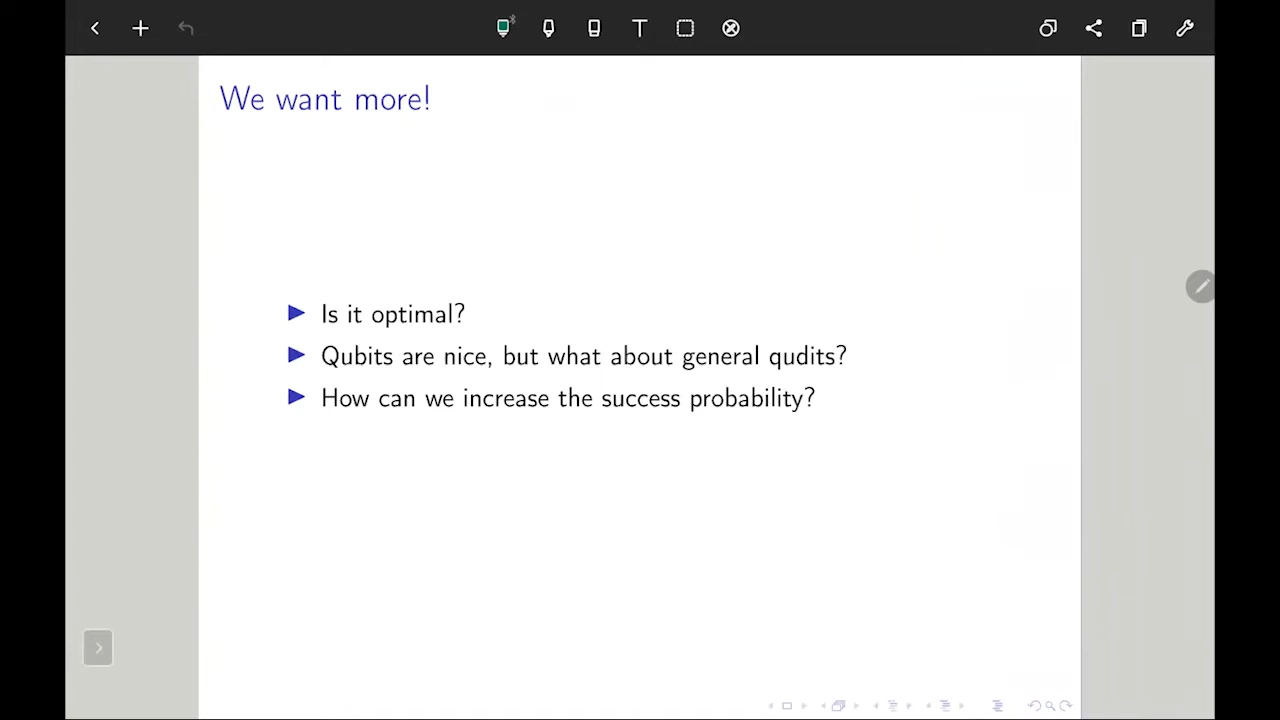 We want more!
Is it optimal?
Qubits are nice, but what about general qudits?
How can we increase the success probability?